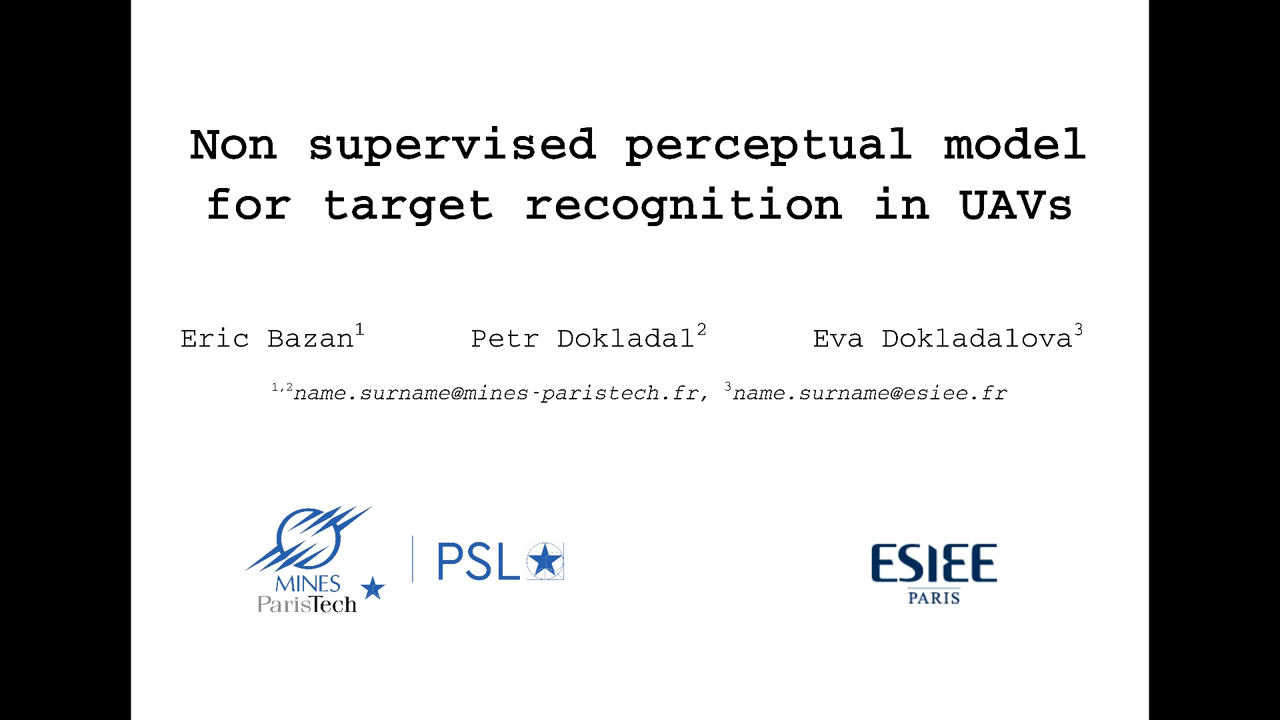 Non supervised perceptual model
for target recognition in UAVs
Eric Bazan¹ Petr Dokladal² Eva Dokladalova³
¹,²name.surname@mines-paristech.fr, ³name.surname@esiee.fr
MINES
ParisTech
PSL
ESIEE
PARIS